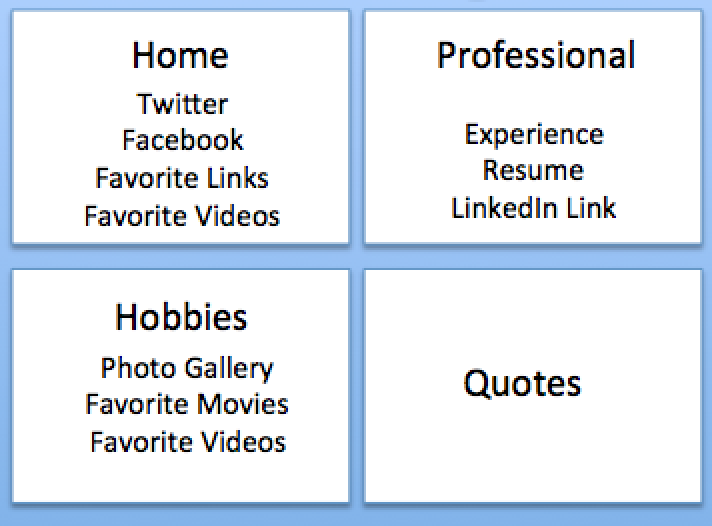 Home
Twitter
Facebook
Favorite Links
Favorite Videos
Professional
Experience
Resume
LinkedIn Link
Hobbies
Photo Gallery
Favorite Movies
Favorite Videos
Quotes